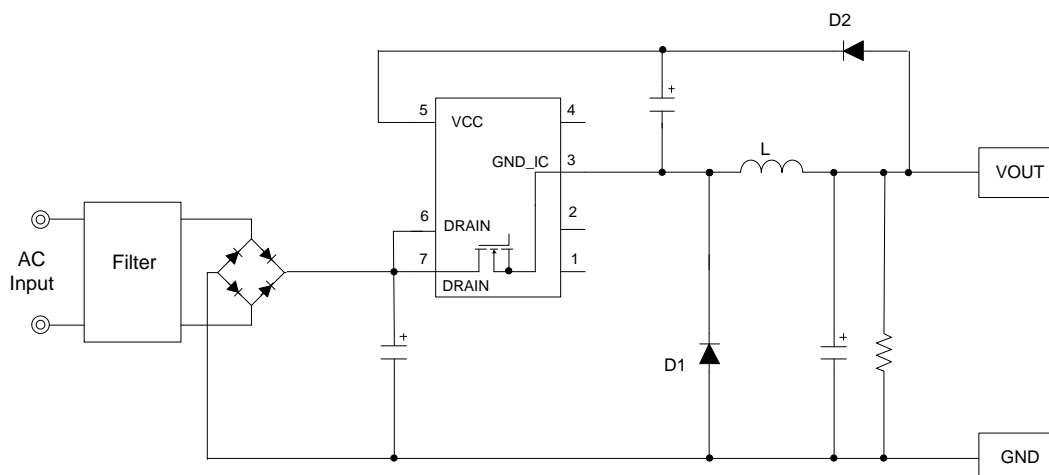 D2
5
VCC
4
+
GND_IC
3
L
VOUT
6
DRAIN
2
AC
Input
Filter
7
DRAIN
1
+
D1
+
GND